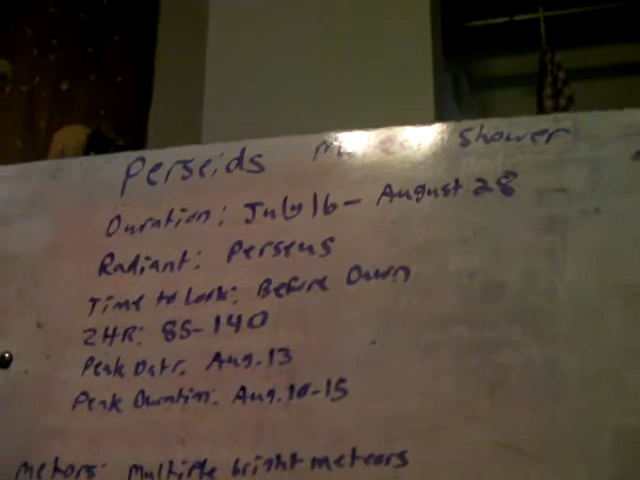 Perseids M Shower
Duration: July 16 - August 28
Radiant: Perseus
Time to Look: Before Dawn
ZHR: 85-140
Peak Date: Aug. 13
Peak Duration: Aug. 10-15
Meteors: Multiple bright meteors